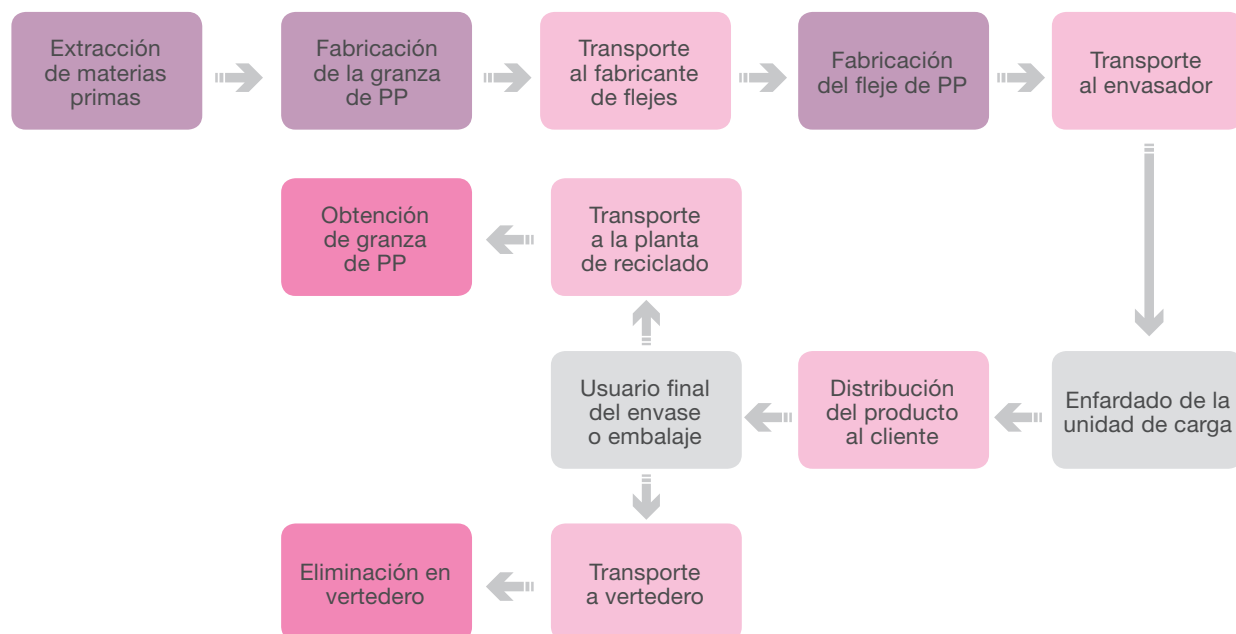 Extracción
de materias
primas
Fabricación
de la granza
de PP
Transporte
al fabricante
de flejes
Fabricación
del fleje de PP
Transporte
al envasador
Obtención
de granza
de PP
Transporte
a la planta
de reciclado
Usuario final
del envase
o embalaje
Distribución
del producto
al cliente
Enfardado de la
unidad de carga
Eliminación en
vertedero
Transporte
a vertedero